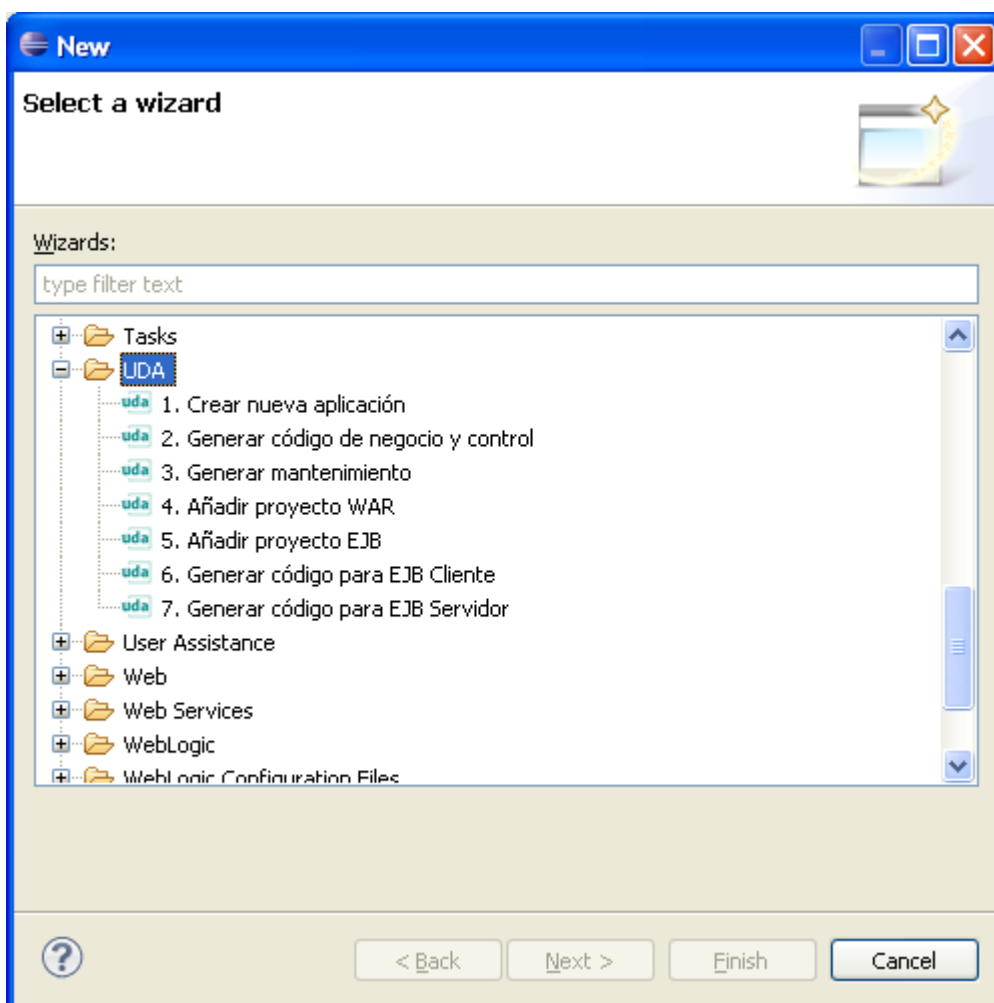 New
Select a wizard
Wizards:
type filter text
Tasks
UDA
uda 1. Crear nueva aplicación
uda 2. Generar código de negocio y control
uda 3. Generar mantenimiento
uda 4. Añadir proyecto WAR
uda 5. Añadir proyecto EJB
uda 6. Generar código para EJB Cliente
uda 7. Generar código para EJB Servidor
User Assistance
Web
Web Services
WebLogic
WebLogic Configuration Files
? < Back Next > Finish Cancel